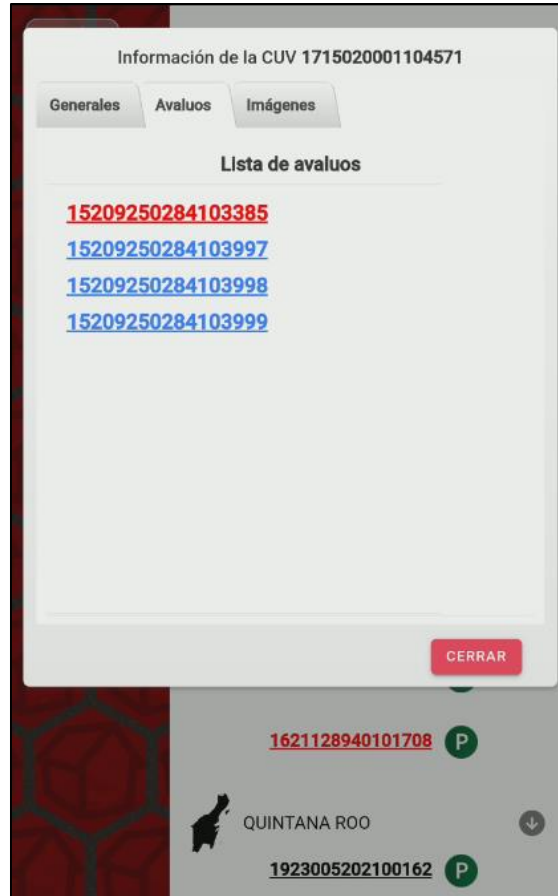 Información de la CUV 1715020001104571
Generales Avaluos Imágenes
Lista de avaluos
15209250284103385
15209250284103997
15209250284103998
15209250284103999
CERRAR
1621128940101708 P
QUINTANA ROO
1923005202100162 P